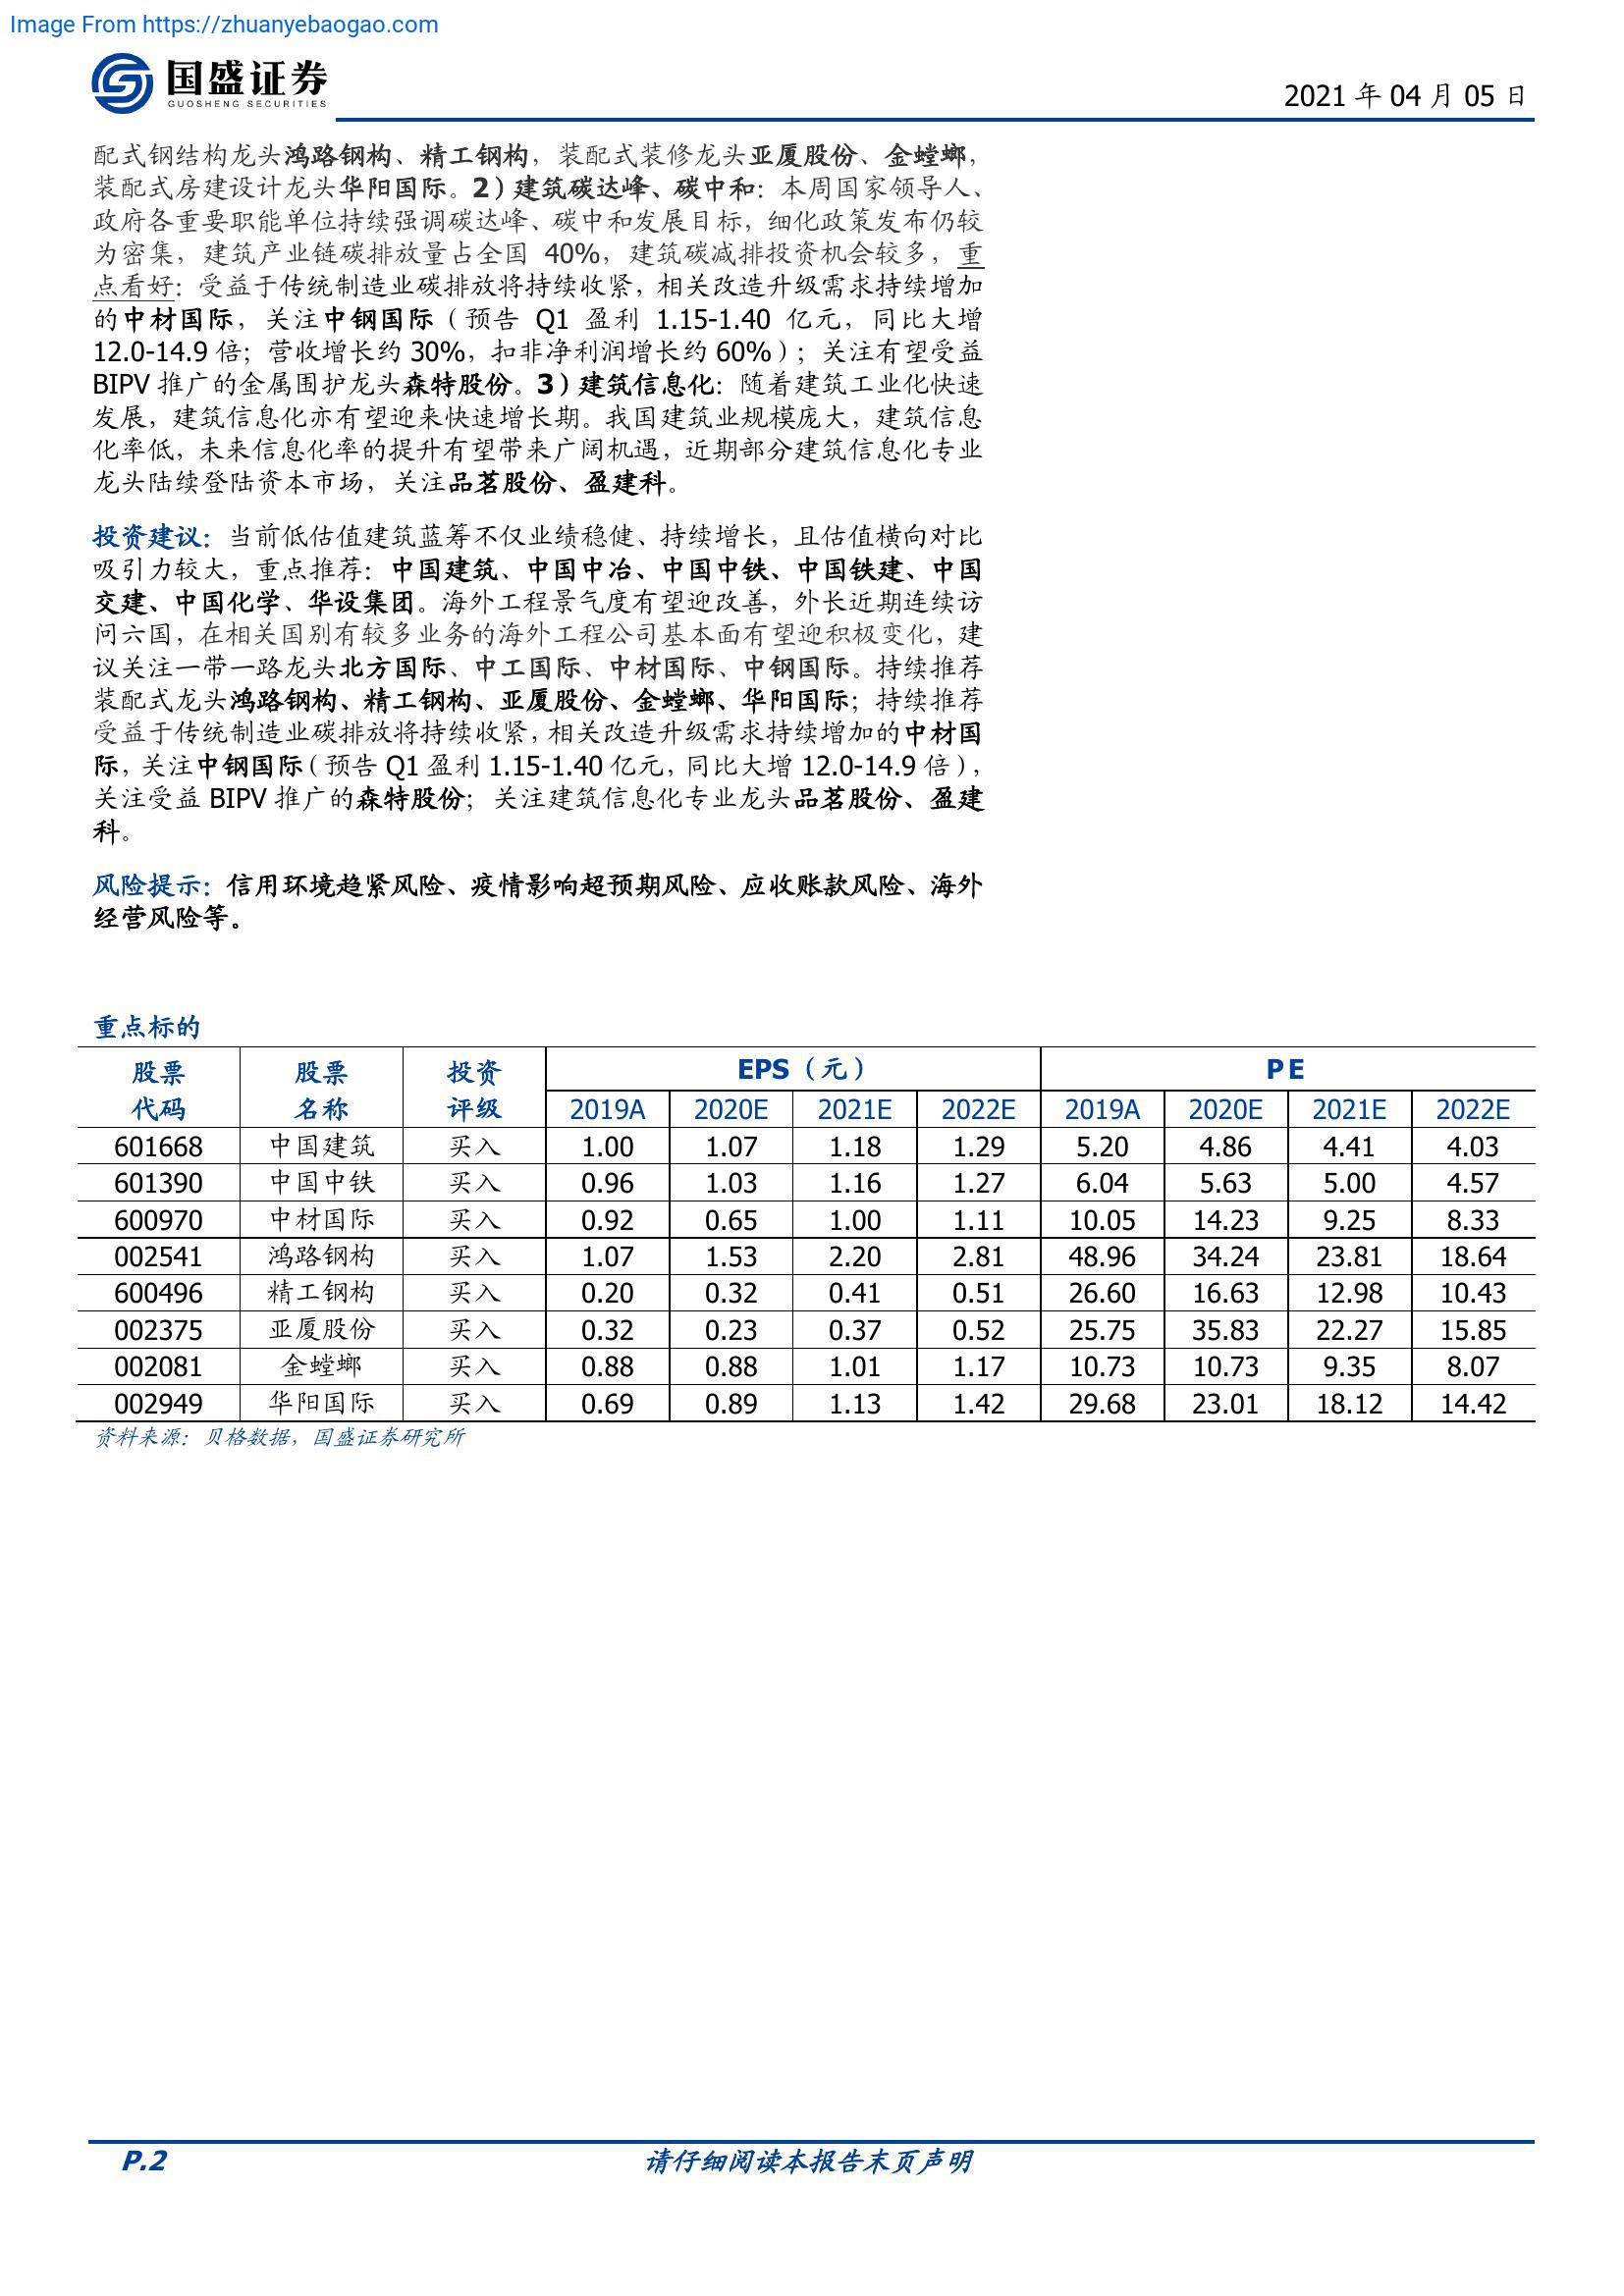 Image From https://zhuanyebaogao.com
国盛证券
GUOSHENG SECURITIES
2021 年 04 月 05 日
配式钢结构龙头鸿路钢构、精工钢构，装配式装修龙头亚厦股份、金螳螂，
装配式房建设计龙头华阳国际。2）建筑碳达峰、碳中和：本周国家领导人、
政府各重要职能单位持续强调碳达峰、碳中和发展目标，细化政策发布仍较
为密集，建筑产业链碳排放量占全国 40%，建筑碳减排投资机会较多，重
点看好：受益于传统制造业碳排放将持续收紧，相关改造升级需求持续增加
的中材国际，关注中钢国际（预告 Q1 盈利 1.15-1.40 亿元，同比大增
12.0-14.9 倍；营收增长约 30%，扣非净利润增长约 60%）；关注有望受益
BIPV 推广的金属围护龙头森特股份。3）建筑信息化：随着建筑工业化快速
发展，建筑信息化亦有望迎来快速增长期。我国建筑业规模庞大，建筑信息
化率低，未来信息化率的提升有望带来广阔机遇，近期部分建筑信息化专业
龙头陆续登陆资本市场，关注品茗股份、盈建科。
投资建议：当前低估值建筑蓝筹不仅业绩稳健、持续增长，且估值横向对比
吸引力较大，重点推荐：中国建筑、中国中冶、中国中铁、中国铁建、中国
交建、中国化学、华设集团。海外工程景气度有望迎改善，外长近期连续访
问六国，在相关国别有较多业务的海外工程公司基本面有望迎积极变化，建
议关注一带一路龙头北方国际、中工国际、中材国际、中钢国际。持续推荐
装配式龙头鸿路钢构、精工钢构、亚厦股份、金螳螂、华阳国际；持续推荐
受益于传统制造业碳排放将持续收紧，相关改造升级需求持续增加的中材国
际，关注中钢国际（预告 Q1 盈利 1.15-1.40 亿元，同比大增 12.0-14.9 倍），
关注受益 BIPV 推广的森特股份；关注建筑信息化专业龙头品茗股份、盈建
科。
风险提示：信用环境趋紧风险、疫情影响超预期风险、应收账款风险、海外
经营风险等。
重点标的
股票 股票 投资 EPS（元） PE
代码 名称 评级 2019A 2020E 2021E 2022E 2019A 2020E 2021E 2022E
601668 中国建筑 买入 1.00 1.07 1.18 1.29 5.20 4.86 4.41 4.03
601390 中国中铁 买入 0.96 1.03 1.16 1.27 6.04 5.63 5.00 4.57
600970 中材国际 买入 0.92 0.65 1.00 1.11 10.05 14.23 9.25 8.33
002541 鸿路钢构 买入 1.07 1.53 2.20 2.81 48.96 34.24 23.81 18.64
600496 精工钢构 买入 0.20 0.32 0.41 0.51 26.60 16.63 12.98 10.43
002375 亚厦股份 买入 0.32 0.23 0.37 0.52 25.75 35.83 22.27 15.85
002081 金螳螂 买入 0.88 0.88 1.01 1.17 10.73 10.73 9.35 8.07
002949 华阳国际 买入 0.69 0.89 1.13 1.42 29.68 23.01 18.12 14.42
资料来源：贝格数据，国盛证券研究所
P.2 请仔细阅读本报告末页声明